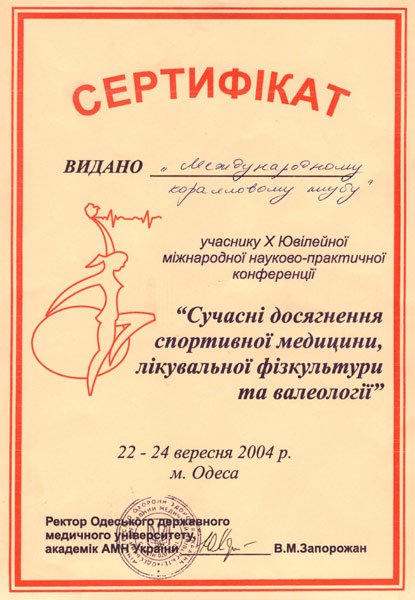 СЕРТИФІКАТ
ВИДАНО „Международному
коралловому клубу"
учаснику X Ювілейної
міжнародної науково-практичної
конференції
“Сучасні досягнення
спортивної медицини,
лікувальної фізкультури
та валеології”
22 - 24 вересня 2004 р.
м. Одеса
Ректор Одеського державного
медичного університету,
академік АМН України В.М.Запорожан